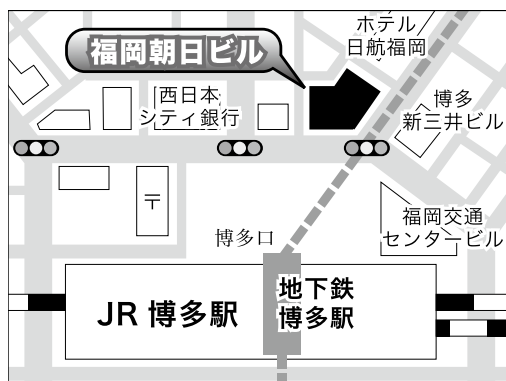 ホテル
日航福岡
福岡朝日ビル
西日本
シティ銀行
博多
新三井ビル
〒
博多口
福岡交通
センタービル
JR 博多駅
地下鉄
博多駅